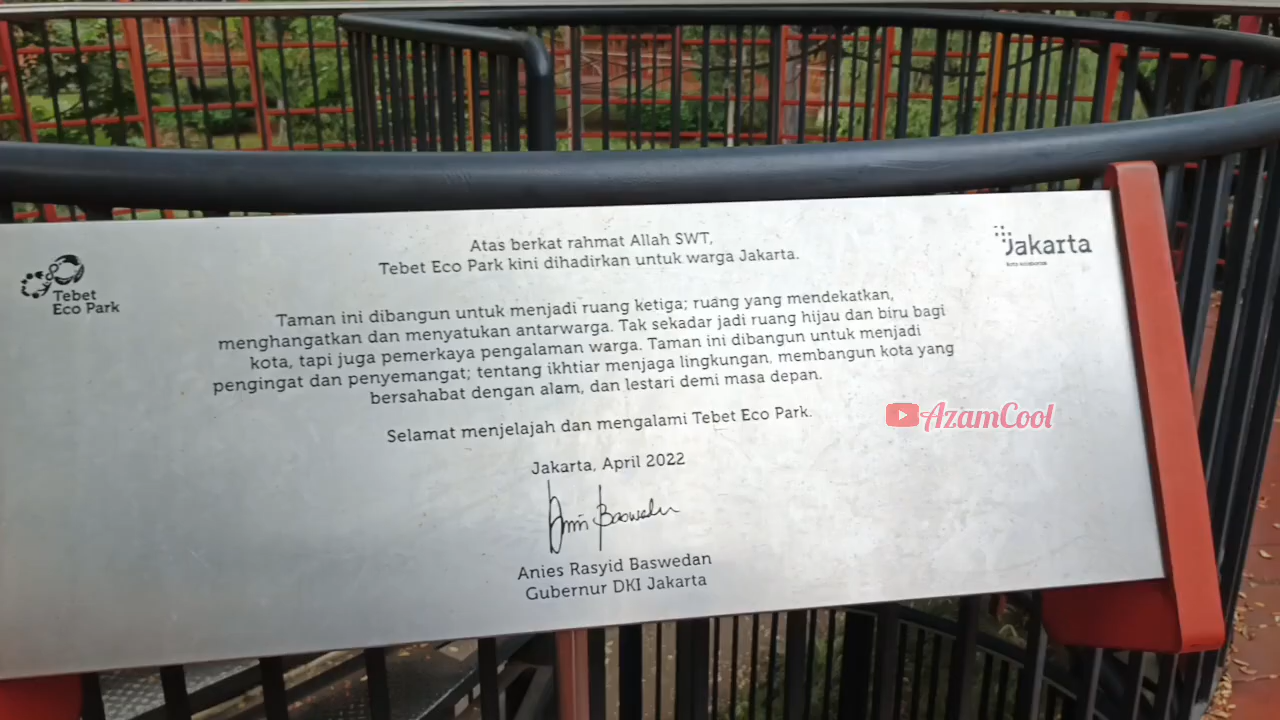 Tebet
Eco Park
Jakarta
Atas berkat rahmat Allah SWT,
Tebet Eco Park kini dihadirkan untuk warga Jakarta.
Taman ini dibangun untuk menjadi ruang ketiga; ruang yang mendekatkan,
menghangatkan dan menyatukan antarwarga. Tak sekadar jadi ruang hijau dan biru bagi
kota, tapi juga pemerkaya pengalaman warga. Taman ini dibangun untuk menjadi
pengingat dan penyemangat; tentang ikhtiar menjaga lingkungan, membangun kota yang
bersahabat dengan alam, dan lestari demi masa depan.
Selamat menjelajah dan mengalami Tebet Eco Park.
AzamCool
Jakarta, April 2022
Anies Baswedan
Anies Rasyid Baswedan
Gubernur DKI Jakarta